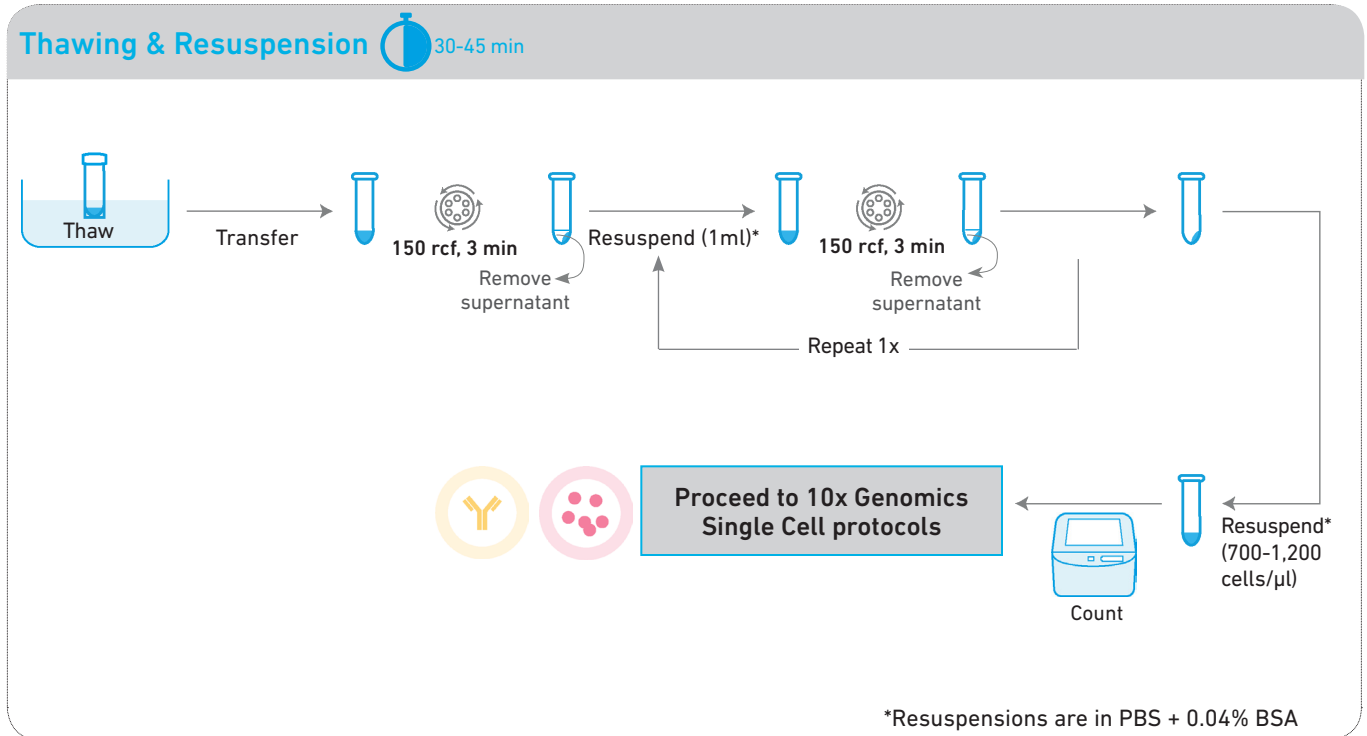 Thawing & Resuspension
30-45 min
Thaw
Transfer
150 rcf, 3 min
Remove
supernatant
Resuspend (1ml)*
150 rcf, 3 min
Remove
supernatant
Repeat 1x
Proceed to 10x Genomics
Single Cell protocols
Count
Resuspend*
(700-1,200
cells/µl)
*Resuspensions are in PBS + 0.04% BSA